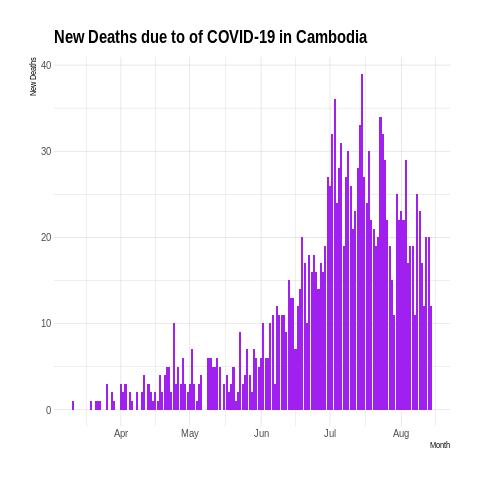 New Deaths due to of COVID-19 in Cambodia
New Deaths
40
30
20
10
0
Apr May Jun Jul Aug
Month